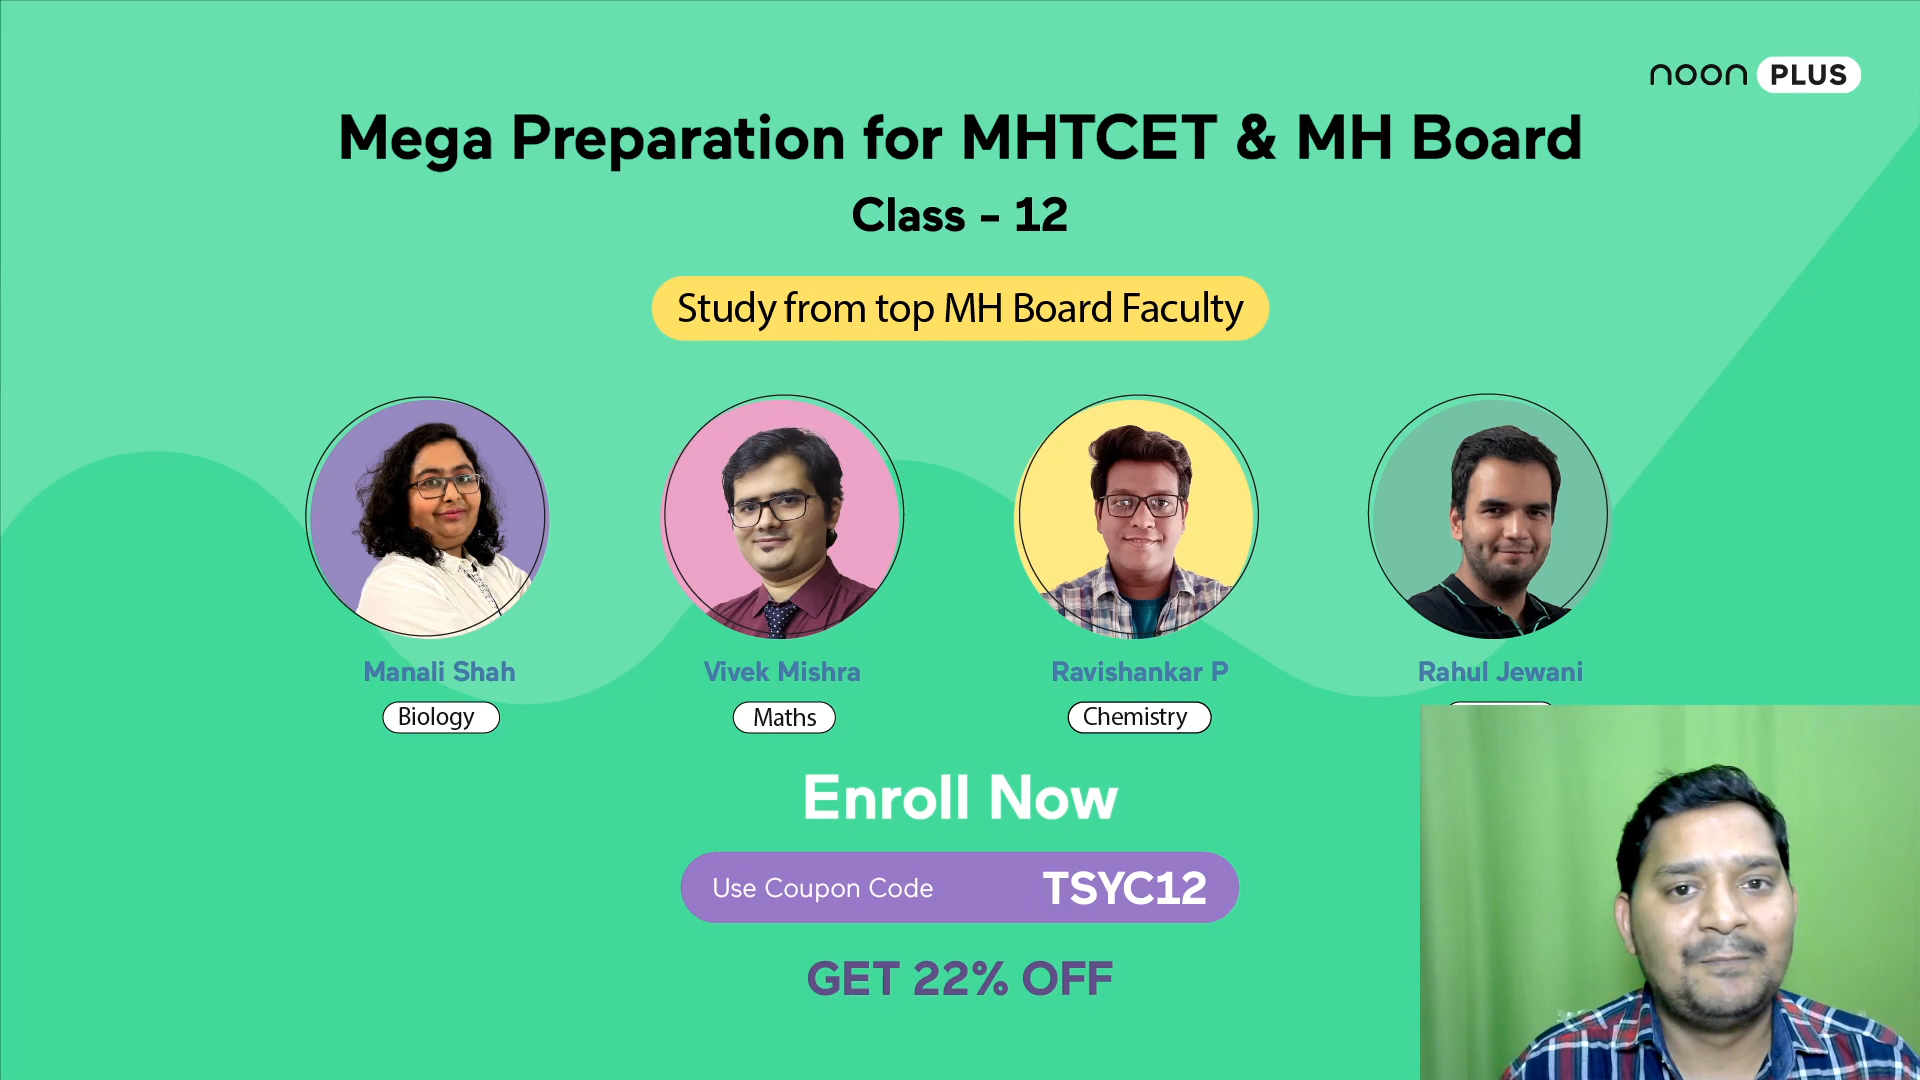 noon PLUS
Mega Preparation for MHTCET & MH Board
Class - 12
Study from top MH Board Faculty
Manali Shah
Vivek Mishra
Ravishankar P
Rahul Jewani
Biology
Maths
Chemistry
Enroll Now
Use Coupon Code TSYC12
GET 22% OFF